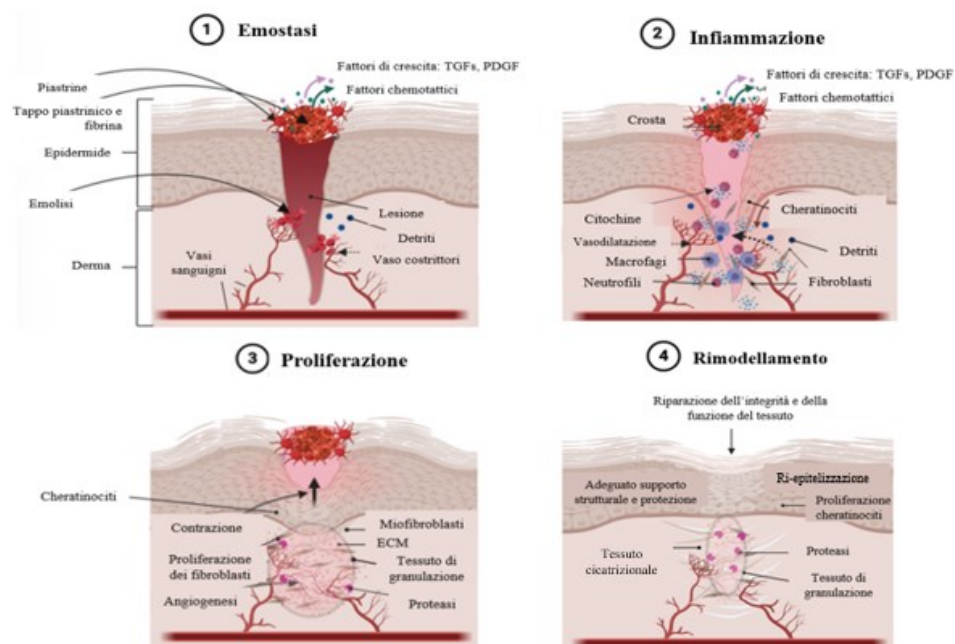 1 Emostasi
Fattori di crescita: TGFs, PDGF
Fattori chemotattici
Piastrine
Tappo piastrinico e
fibrina
Epidermide
Emolisi
Derma
Vasi
sanguigni
Lesione
Detriti
Vaso costrittori
2 Infiammazione
Fattori di crescita: TGFs, PDGF
Fattori chemotattici
Crosta
Citochine
Vasodilatazione
Macrofagi
Neutrofili
Cheratinociti
Detriti
Fibroblasti
3 Proliferazione
Cheratinociti
Contrazione
Proliferazione
dei fibroblasti
Angiogenesi
Miofibroblasti
ECM
Tessuto di
granulazione
Proteasi
4 Rimodellamento
Riparazione dell'integrità e della
funzione del tessuto
Adeguato supporto
strutturale e protezione
Ri-epitelizzazione
Proliferazione
cheratinociti
Tessuto
cicatrizionale
Proteasi
Tessuto di
granulazione